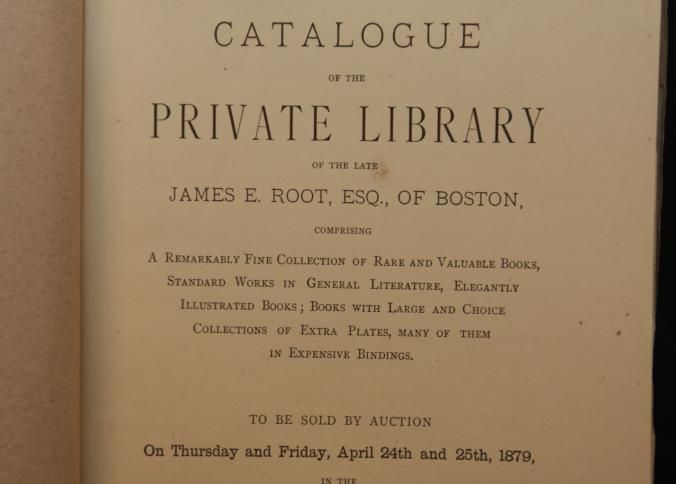 CATALOGUE
OF THE
PRIVATE LIBRARY
OF THE LATE
JAMES E. ROOT, ESQ., OF BOSTON,
COMPRISING
A Remarkably Fine Collection of Rare and Valuable Books,
Standard Works in General Literature, Elegantly
Illustrated Books; Books with Large and Choice
Collections of Extra Plates, many of them
in Expensive Bindings.
TO BE SOLD BY AUCTION
On Thursday and Friday, April 24th and 25th, 1879,
IN THE